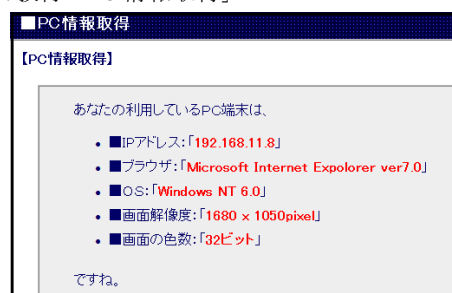 ■PC情報取得
【PC情報取得】
あなたの利用しているPC端末は、
• ■IPアドレス:「192.168.11.8」
• ■ブラウザ:「Microsoft Internet Expolorer ver7.0」
• ■OS:「Windows NT 6.0」
• ■画面解像度:「1680 x 1050pixel」
• ■画面の色数:「32ビット」
ですね。